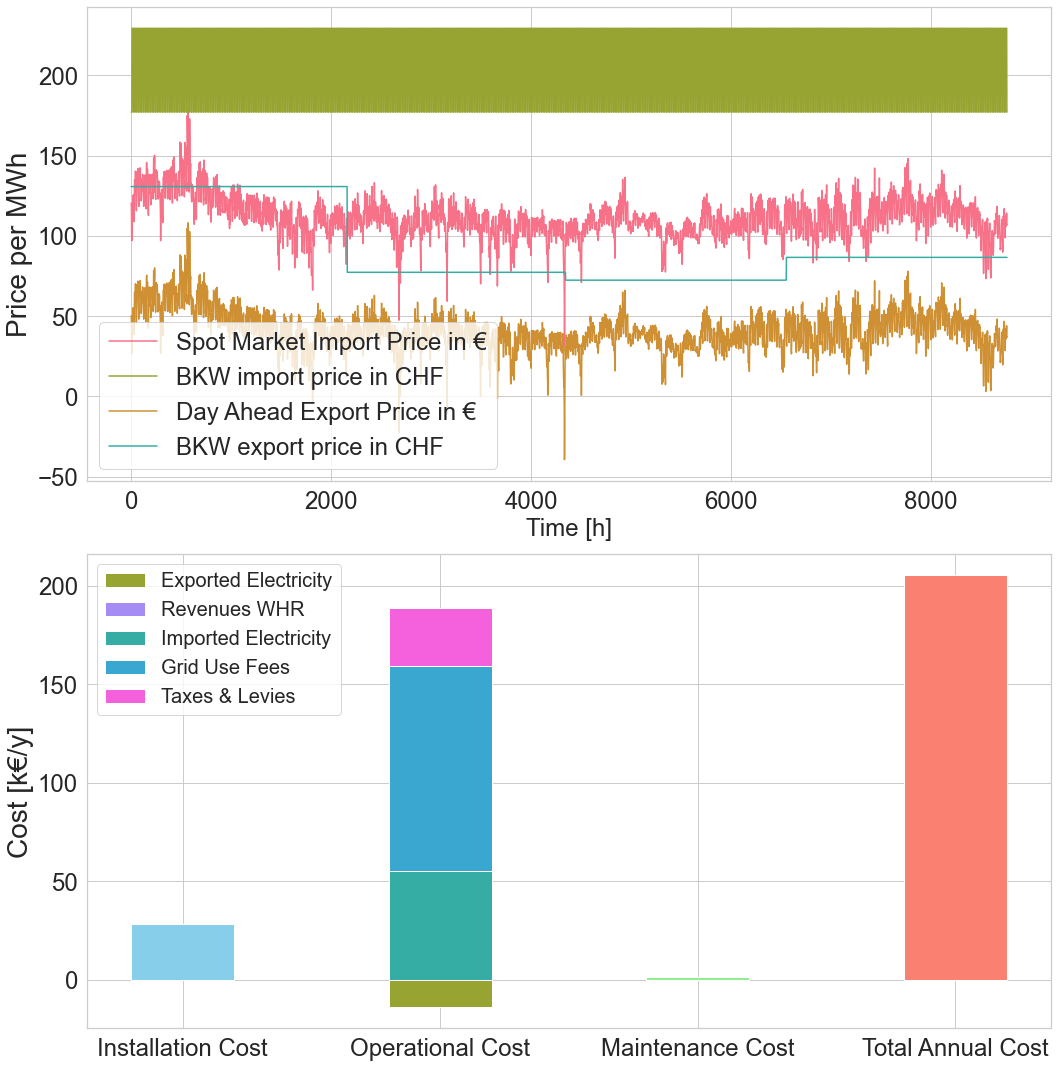 200
150
100
50
0
−50
Price per MWh
Spot Market Import Price in €
BKW import price in CHF
Day Ahead Export Price in €
BKW export price in CHF
0 2000 4000 6000 8000
Time [h]
200
150
100
50
0
Cost [k€/y]
Exported Electricity
Revenues WHR
Imported Electricity
Grid Use Fees
Taxes & Levies
Installation Cost Operational Cost Maintenance Cost Total Annual Cost